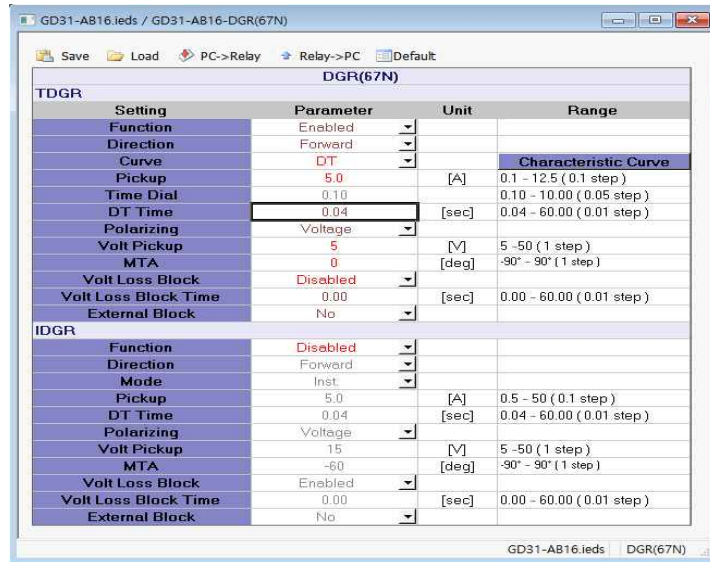 GD31-AB16.ieds / GD31-AB16-DGR(67N)
Save Load PC->Relay Relay->PC Default
DGR(67N)
TDGR
Setting Parameter Unit Range
Function Enabled
Direction Forward
Curve DT Characteristic Curve
Pickup 5.0 [A] 0.1 - 12.5 ( 0.1 step )
Time Dial 0.10 0.10 - 10.00 ( 0.05 step )
DT Time 0.04 [sec] 0.04 - 60.00 ( 0.01 step )
Polarizing Voltage
Volt Pickup 5 [V] 5 -50 ( 1 step )
MTA 0 [deg] -90° - 90° ( 1 step )
Volt Loss Block Disabled
Volt Loss Block Time 0.00 [sec] 0.00 - 60.00 ( 0.01 step )
External Block No
IDGR
Function Disabled
Direction Forward
Mode Inst.
Pickup 5.0 [A] 0.5 - 50 ( 0.1 step )
DT Time 0.04 [sec] 0.04 - 60.00 ( 0.01 step )
Polarizing Voltage
Volt Pickup 15 [V] 5 -50 ( 1 step )
MTA -60 [deg] -90° - 90° ( 1 step )
Volt Loss Block Enabled
Volt Loss Block Time 0.00 [sec] 0.00 - 60.00 ( 0.01 step )
External Block No
GD31-AB16.ieds DGR(67N)